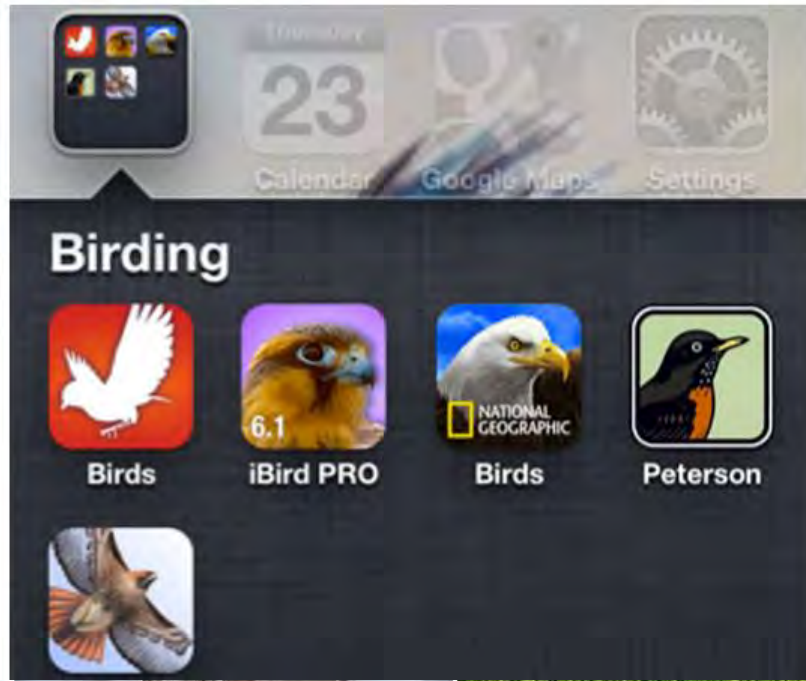 Thursday
23
Calendar
Google Maps
Settings
Birding
6.1
NATIONAL
GEOGRAPHIC
Birds
iBird PRO
Birds
Peterson